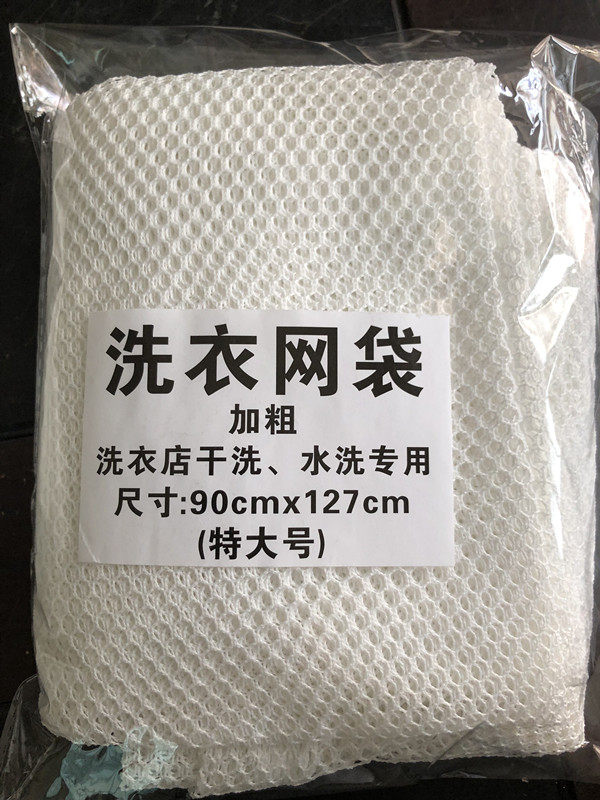 洗衣网袋
加粗
洗衣店干洗、水洗专用
尺寸:90cmx127cm
(特大号)